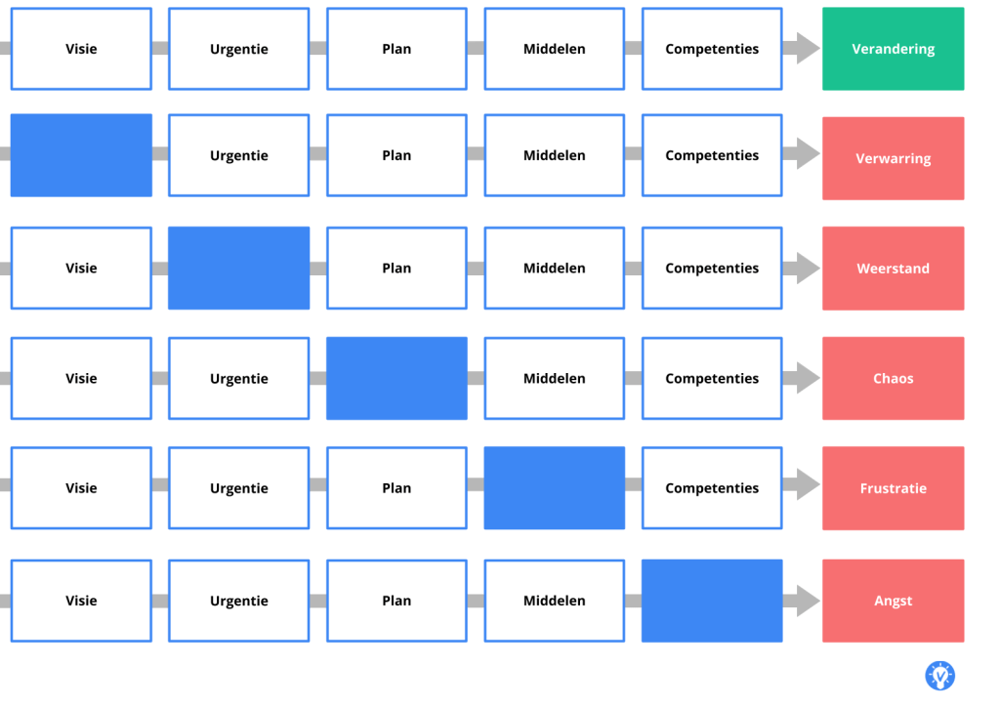 Visie Urgentie Plan Middelen Competenties Verandering
Urgentie Plan Middelen Competenties Verwarring
Visie Plan Middelen Competenties Weerstand
Visie Urgentie Middelen Competenties Chaos
Visie Urgentie Plan Competenties Frustratie
Visie Urgentie Plan Middelen Angst